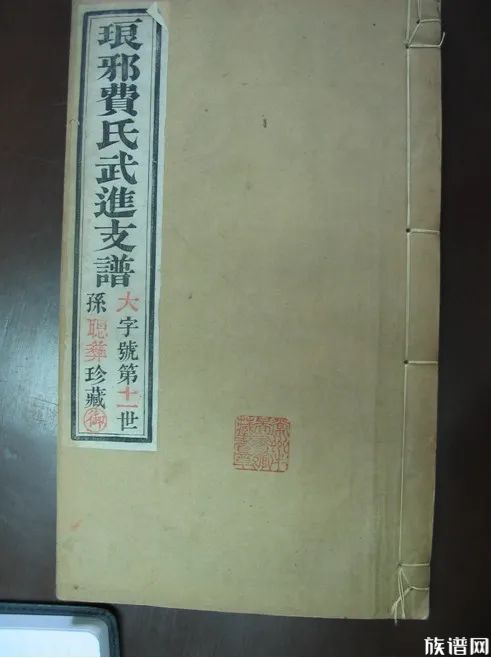 琅邪費氏武進支譜
大字號第十一世
孫聰彝珍藏
族谱网